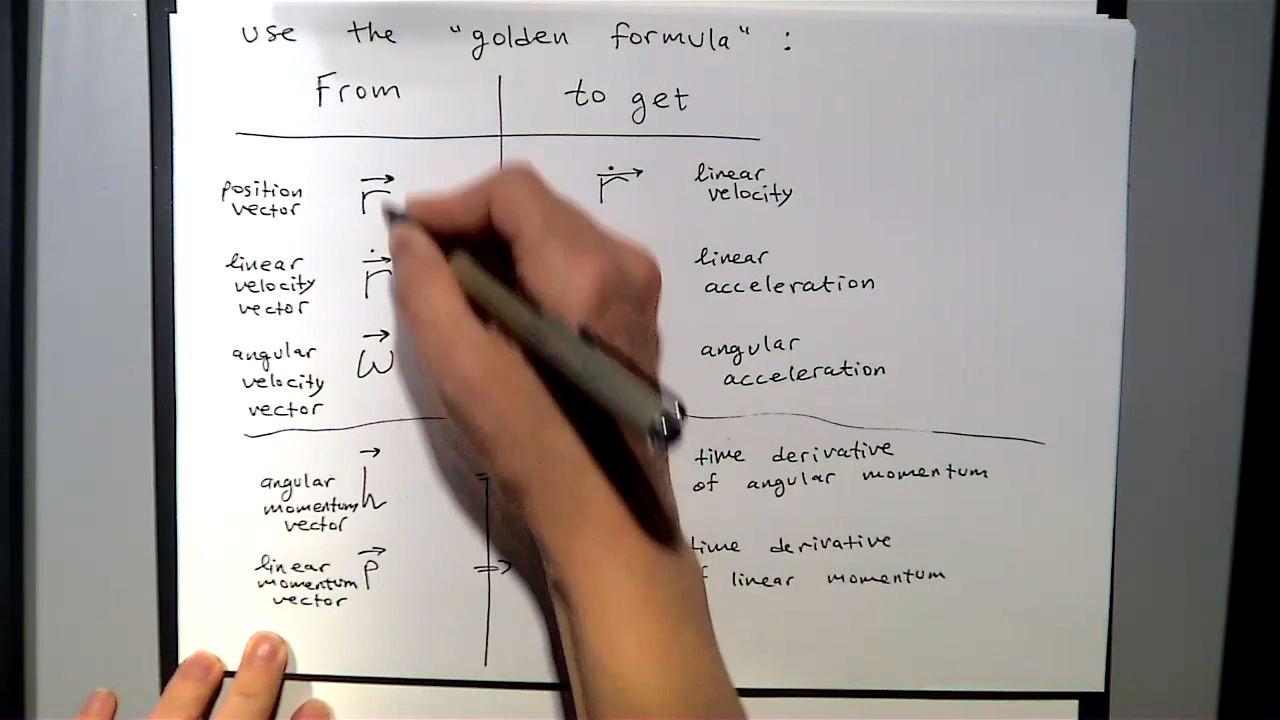 use the "golden formula" :
From to get
position vector r⃗ ṙ⃗ linear velocity
linear velocity vector ṙ⃗ linear acceleration
angular velocity vector ω⃗ angular acceleration
angular momentum vector h⃗ time derivative of angular momentum
linear momentum vector p⃗ time derivative linear momentum